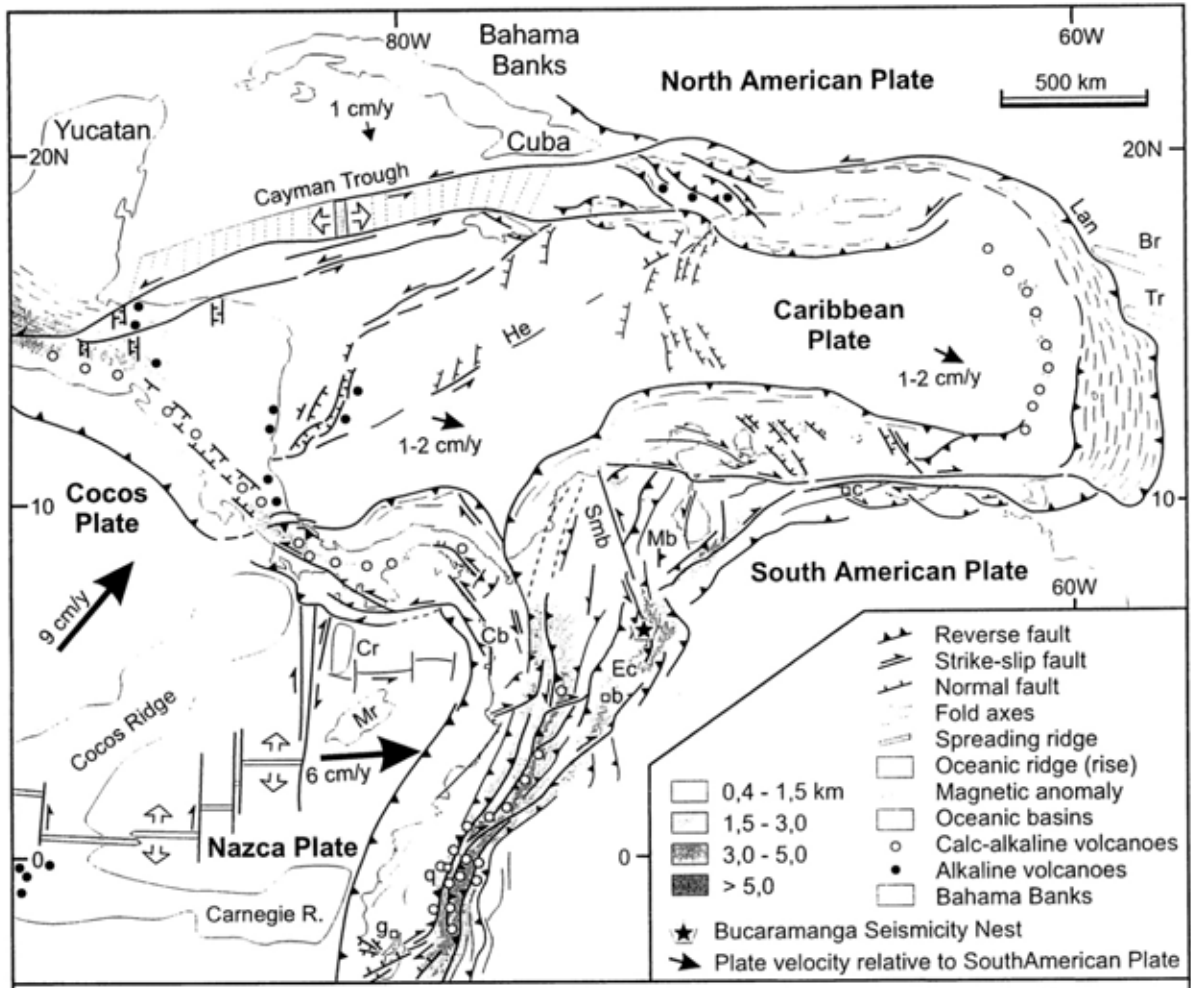 80W
60W
Bahama
Banks
North American Plate
500 km
1 cm/y
Yucatan
Cuba
20N
20N
Cayman Trough
Lan
Br
Tr
Caribbean
Plate
He
1-2 cm/y
1-2 cm/y
Cocos
Plate
10
10
c
Smb
Mb
South American Plate
60W
9 cm/y
Cb
Cr
Ec
b
Mr
Cocos Ridge
6 cm/y
Nazca Plate
0
0
q
Carnegie R.
g
Reverse fault
Strike-slip fault
Normal fault
Fold axes
Spreading ridge
Oceanic ridge (rise)
Magnetic anomaly
Oceanic basins
Calc-alkaline volcanoes
Alkaline volcanoes
Bahama Banks
0,4 - 1,5 km
1,5 - 3,0
3,0 - 5,0
> 5,0
Bucaramanga Seismicity Nest
Plate velocity relative to SouthAmerican Plate